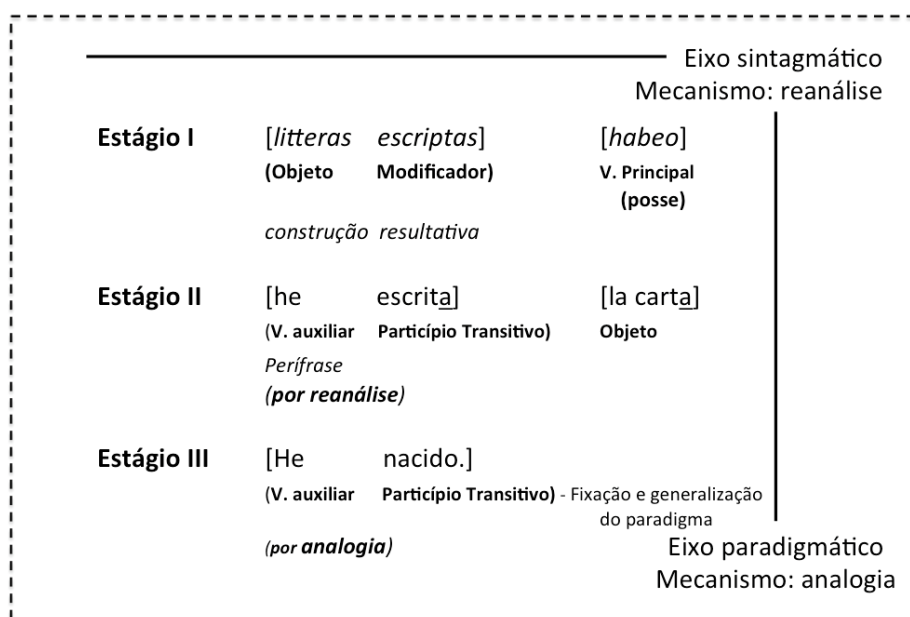 Eixo sintagmático
Mecanismo: reanálise
Estágio I [litteras escriptas] [habeo]
(Objeto Modificador) V. Principal
(posse)
construção resultativa
Estágio II [he escrita] [la carta]
(V. auxiliar Particípio Transitivo) Objeto
Perífrase
(por reanálise)
Estágio III [He nacido.]
(V. auxiliar Particípio Transitivo) - Fixação e generalização
do paradigma
(por analogia)
Eixo paradigmático
Mecanismo: analogia